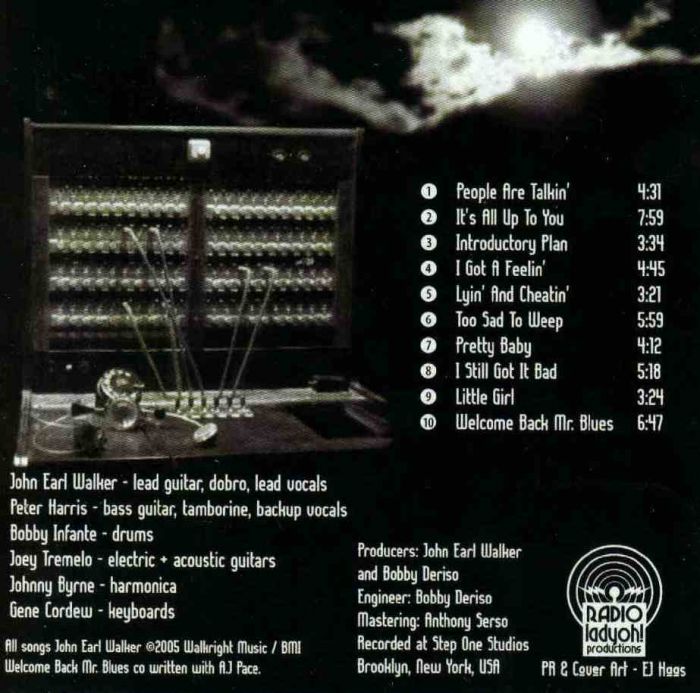 1 People Are Talkin' 4:31
2 It's All Up To You 7:59
3 Introductory Plan 3:34
4 I Got A Feelin' 4:45
5 Lyin' And Cheatin' 3:21
6 Too Sad To Weep 5:59
7 Pretty Baby 4:12
8 I Still Got It Bad 5:18
9 Little Girl 3:24
10 Welcome Back Mr. Blues 6:47
John Earl Walker - lead guitar, dobro, lead vocals
Peter Harris - bass guitar, tamborine, backup vocals
Bobby Infante - drums
Joey Tremelo - electric + acoustic guitars
Johnny Byrne - harmonica
Gene Cordew - keyboards
All songs John Earl Walker ©2005 Walkright Music / BMI
Welcome Back Mr. Blues co written with A.J Pace.
Producers: John Earl Walker
and Bobby Deriso
Engineer: Bobby Deriso
Mastering: Anthony Serso
Recorded at Step One Studios
Brooklyn, New York, USA
RADIO
ladyoh!
productions
PR & Cover Art - EJ Haas